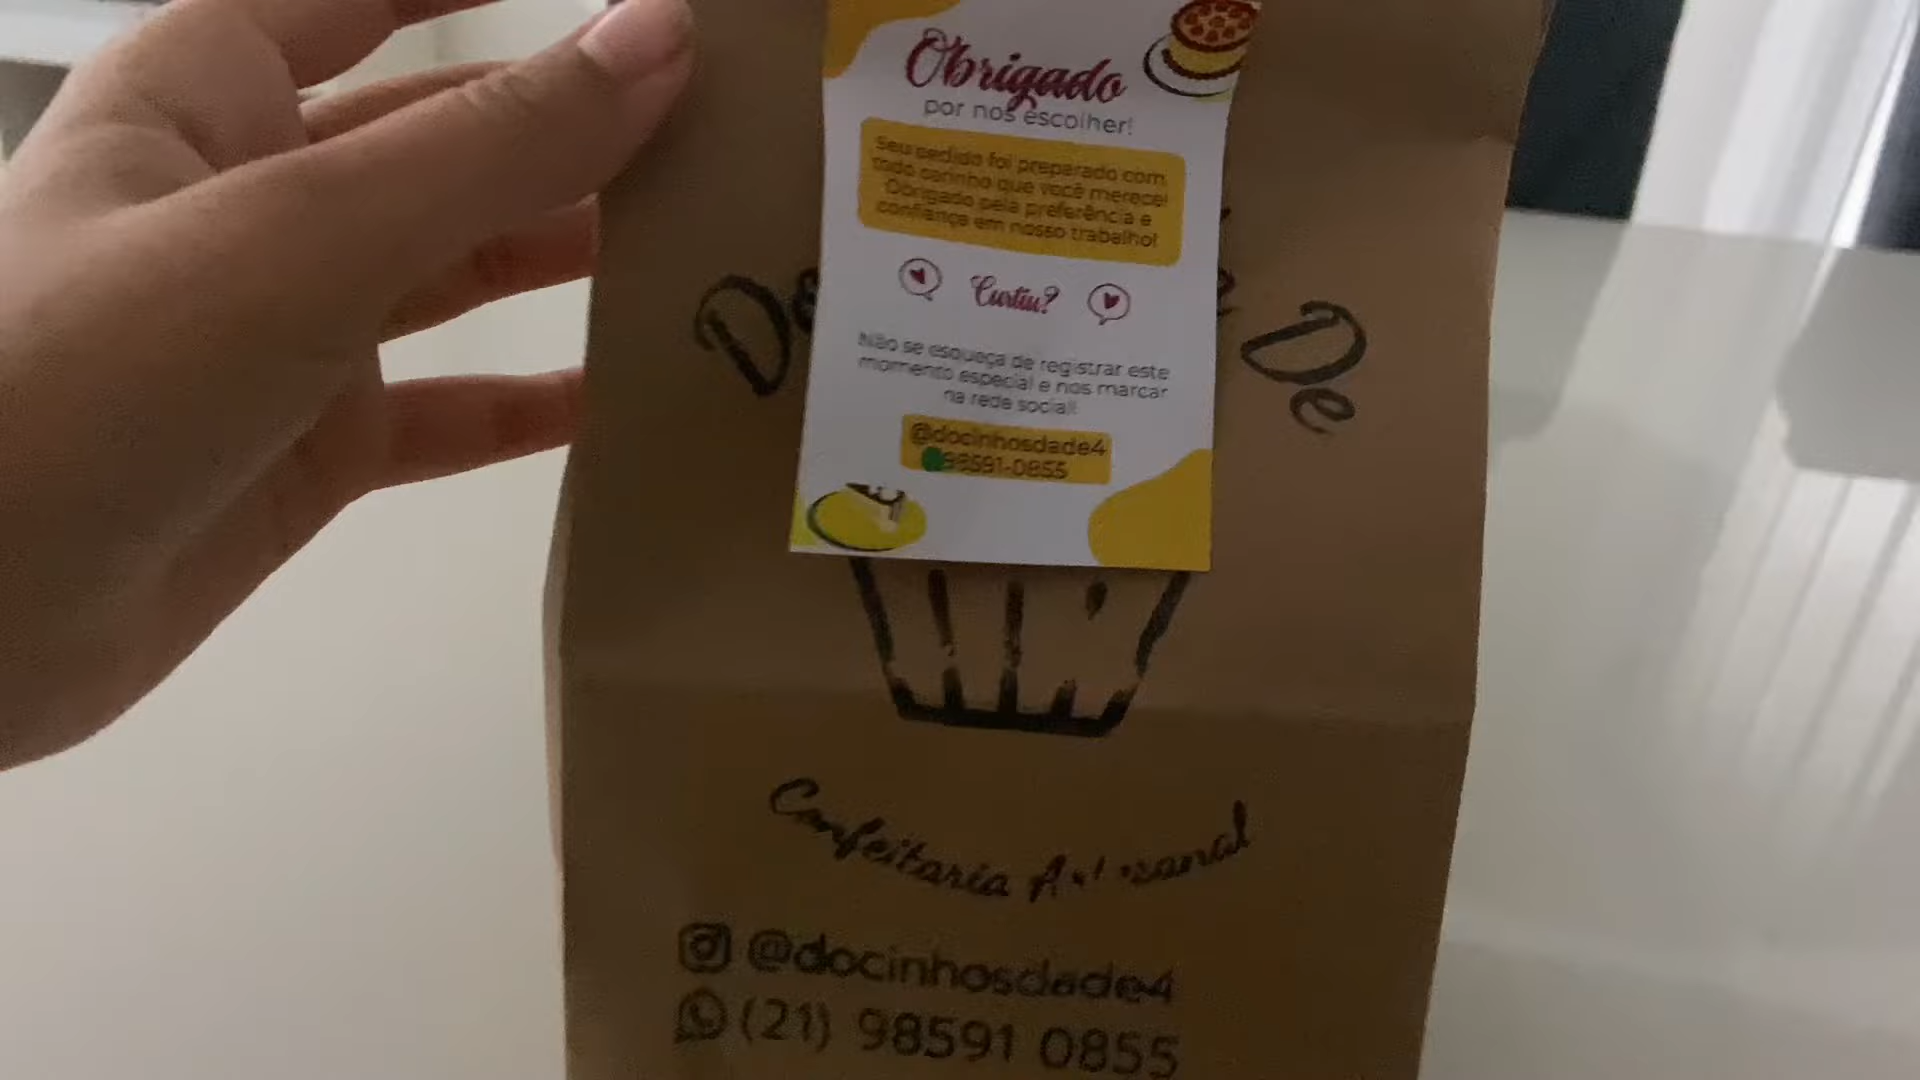 Obrigado
por nos escolher!
Seu pedido foi preparado com
todo carinho que você merece!
Obrigado pela preferência e
confiança em nosso trabalho!
Curtiu?
Não se esqueça de registrar este
momento especial e nos marcar
na rede social!
@docinhosdade4
98591-0855
De
Confeitaria Artesanal
@docinhosdade4
(21) 98591 0855